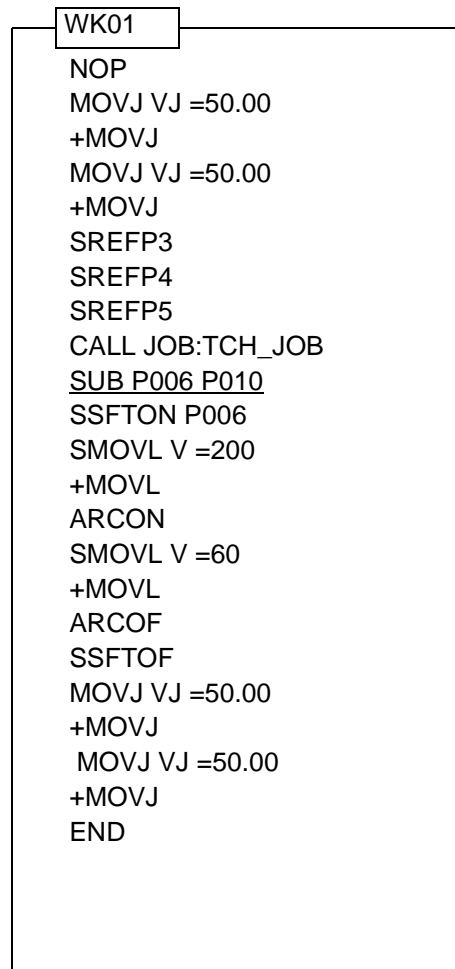 WK01
NOP
MOVJ VJ =50.00
+MOVJ
MOVJ VJ =50.00
+MOVJ
SREFP3
SREFP4
SREFP5
CALL JOB:TCH_JOB
SUB P006 P010
SSFTON P006
SMOVL V =200
+MOVL
ARCON
SMOVL V =60
+MOVL
ARCOF
SSFTOF
MOVJ VJ =50.00
+MOVJ
MOVJ VJ =50.00
+MOVJ
END